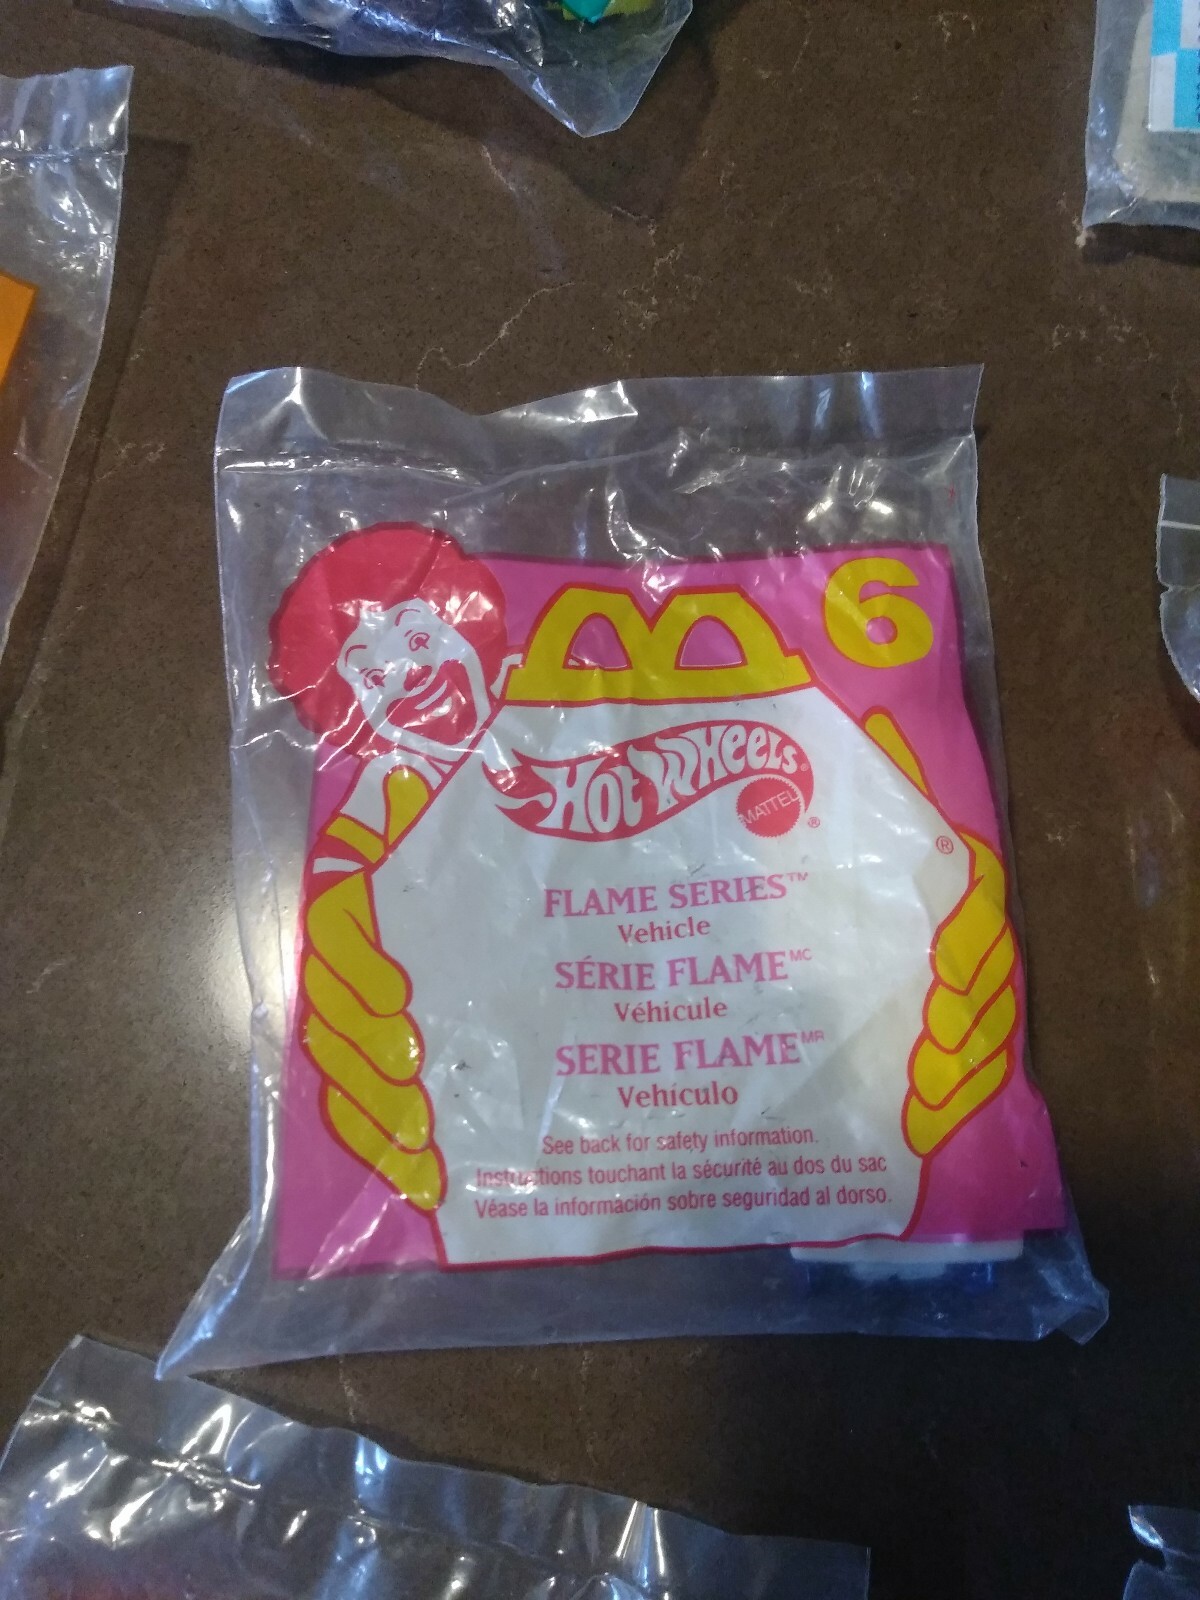 6
Hot Wheels®
MATTEL
®
®
FLAME SERIES™
Vehicle
SÉRIE FLAME MC
Véhicule
SERIE FLAME MR
Vehículo
See back for safety information.
Instructions touchant la sécurité au dos du sac
Véase la información sobre seguridad al dorso.